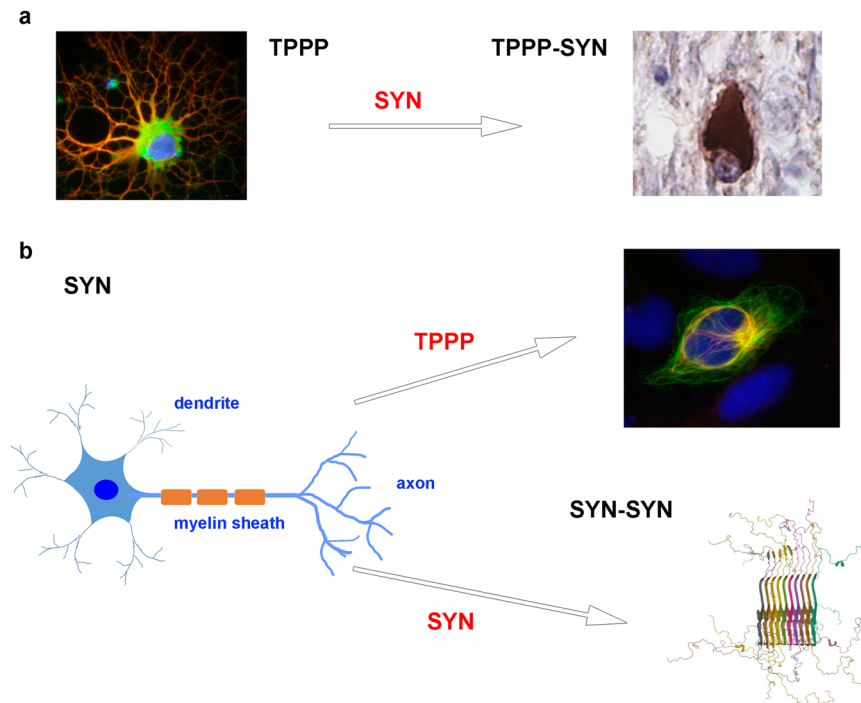 a
TPPP
TPPP-SYN
SYN
b
SYN
TPPP
dendrite
axon
myelin sheath
SYN-SYN
SYN